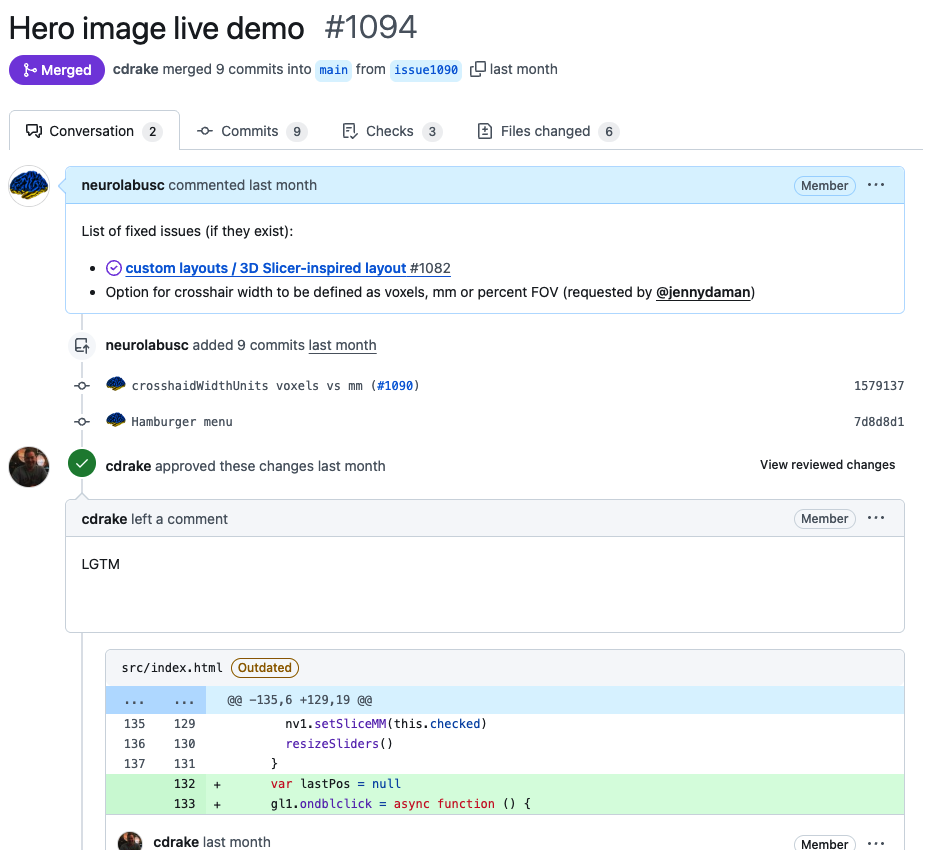 Hero image live demo #1094
Merged cdrake merged 9 commits into main from issue1090 last month
Conversation 2 Commits 9 Checks 3 Files changed 6
neurolabusc commented last month Member ...
List of fixed issues (if they exist):
• custom layouts / 3D Slicer-inspired layout #1082
• Option for crosshair width to be defined as voxels, mm or percent FOV (requested by @jennydaman)
neurolabusc added 9 commits last month
crosshaidWidthUnits voxels vs mm (#1090) 1579137
Hamburger menu 7d8d8d1
cdrake approved these changes last month View reviewed changes
cdrake left a comment Member ...
LGTM
src/index.html Outdated
... ... @@ -135,6 +129,19 @@
135 129 nv1.setSliceMM(this.checked)
136 130 resizeSliders()
137 131 }
132 + var lastPos = null
133 + gl1.ondblclick = async function () {
cdrake last month Member ...